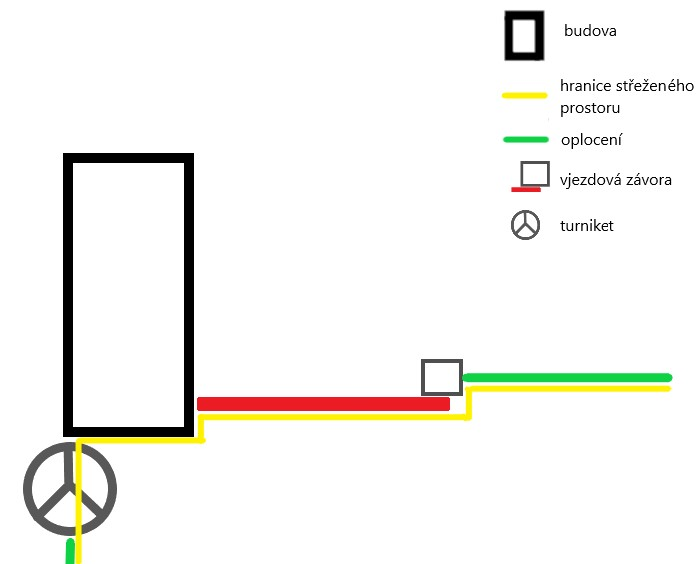 budova
hranice střeženého
prostoru
oplocení
vjezdová závora
turniket